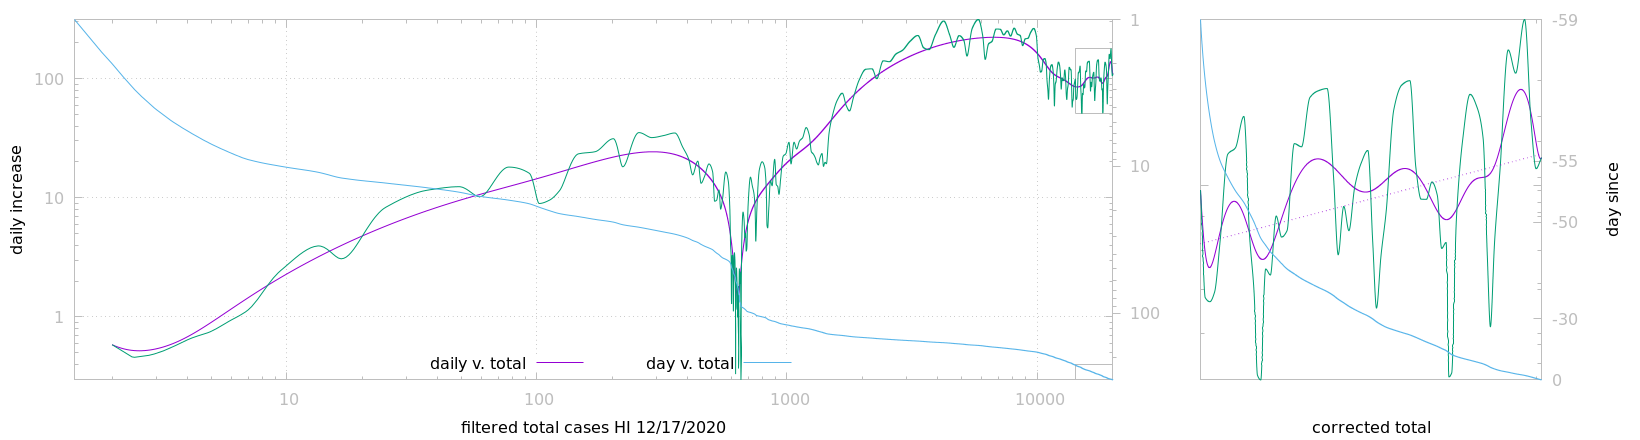 daily increase
100
10
1
daily v. total
day v. total
10
100
1000
10000
filtered total cases HI 12/17/2020
1
10
100
-59
-55
-50
-30
0
day since
corrected total